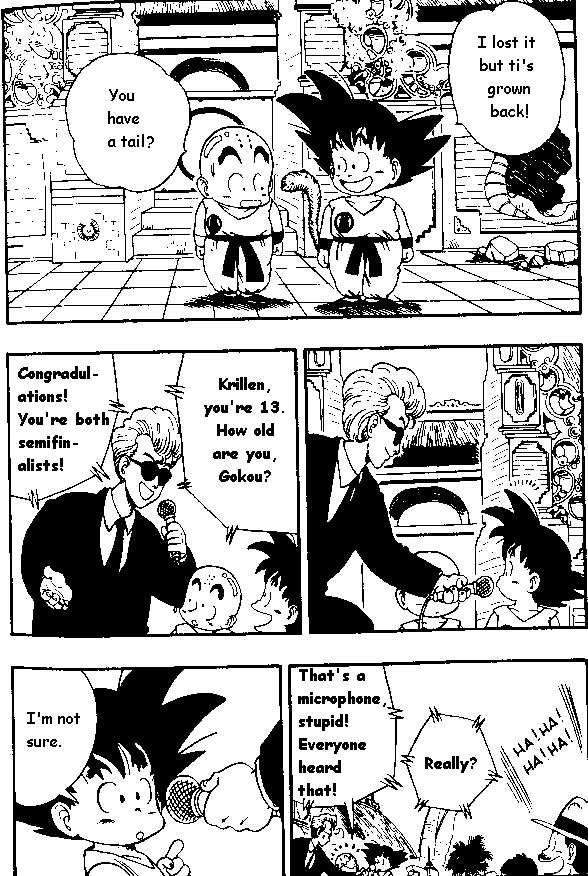 You
have
a tail?
I lost it
but ti's
grown
back!
Congradul-
ations!
You're both
semifin-
alists!
Krillen,
you're 13.
How old
are you,
Gokou?
I'm not
sure.
That's a
microphone,
stupid!
Everyone
heard
that!
Really?
HA! HA!
HA! HA!